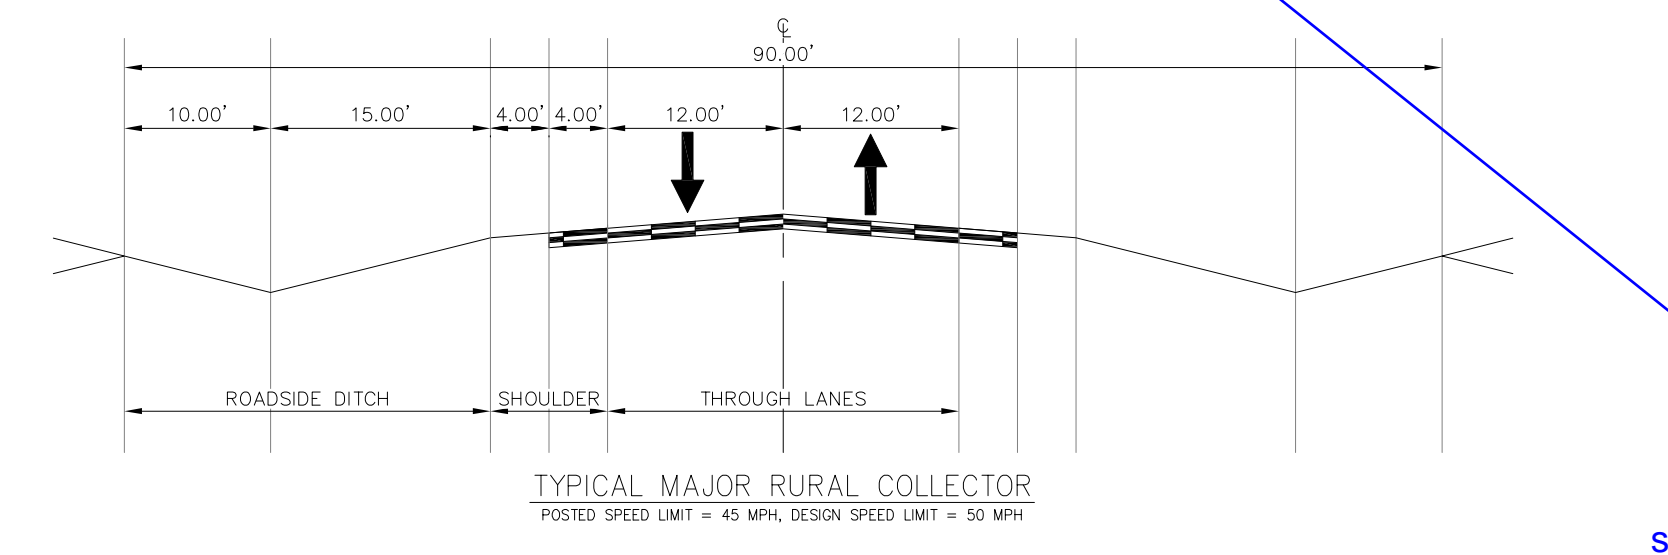 ℄
90.00'
10.00' 15.00' 4.00' 4.00' 12.00' 12.00'
ROADSIDE DITCH SHOULDER THROUGH LANES
TYPICAL MAJOR RURAL COLLECTOR
POSTED SPEED LIMIT = 45 MPH, DESIGN SPEED LIMIT = 50 MPH
S